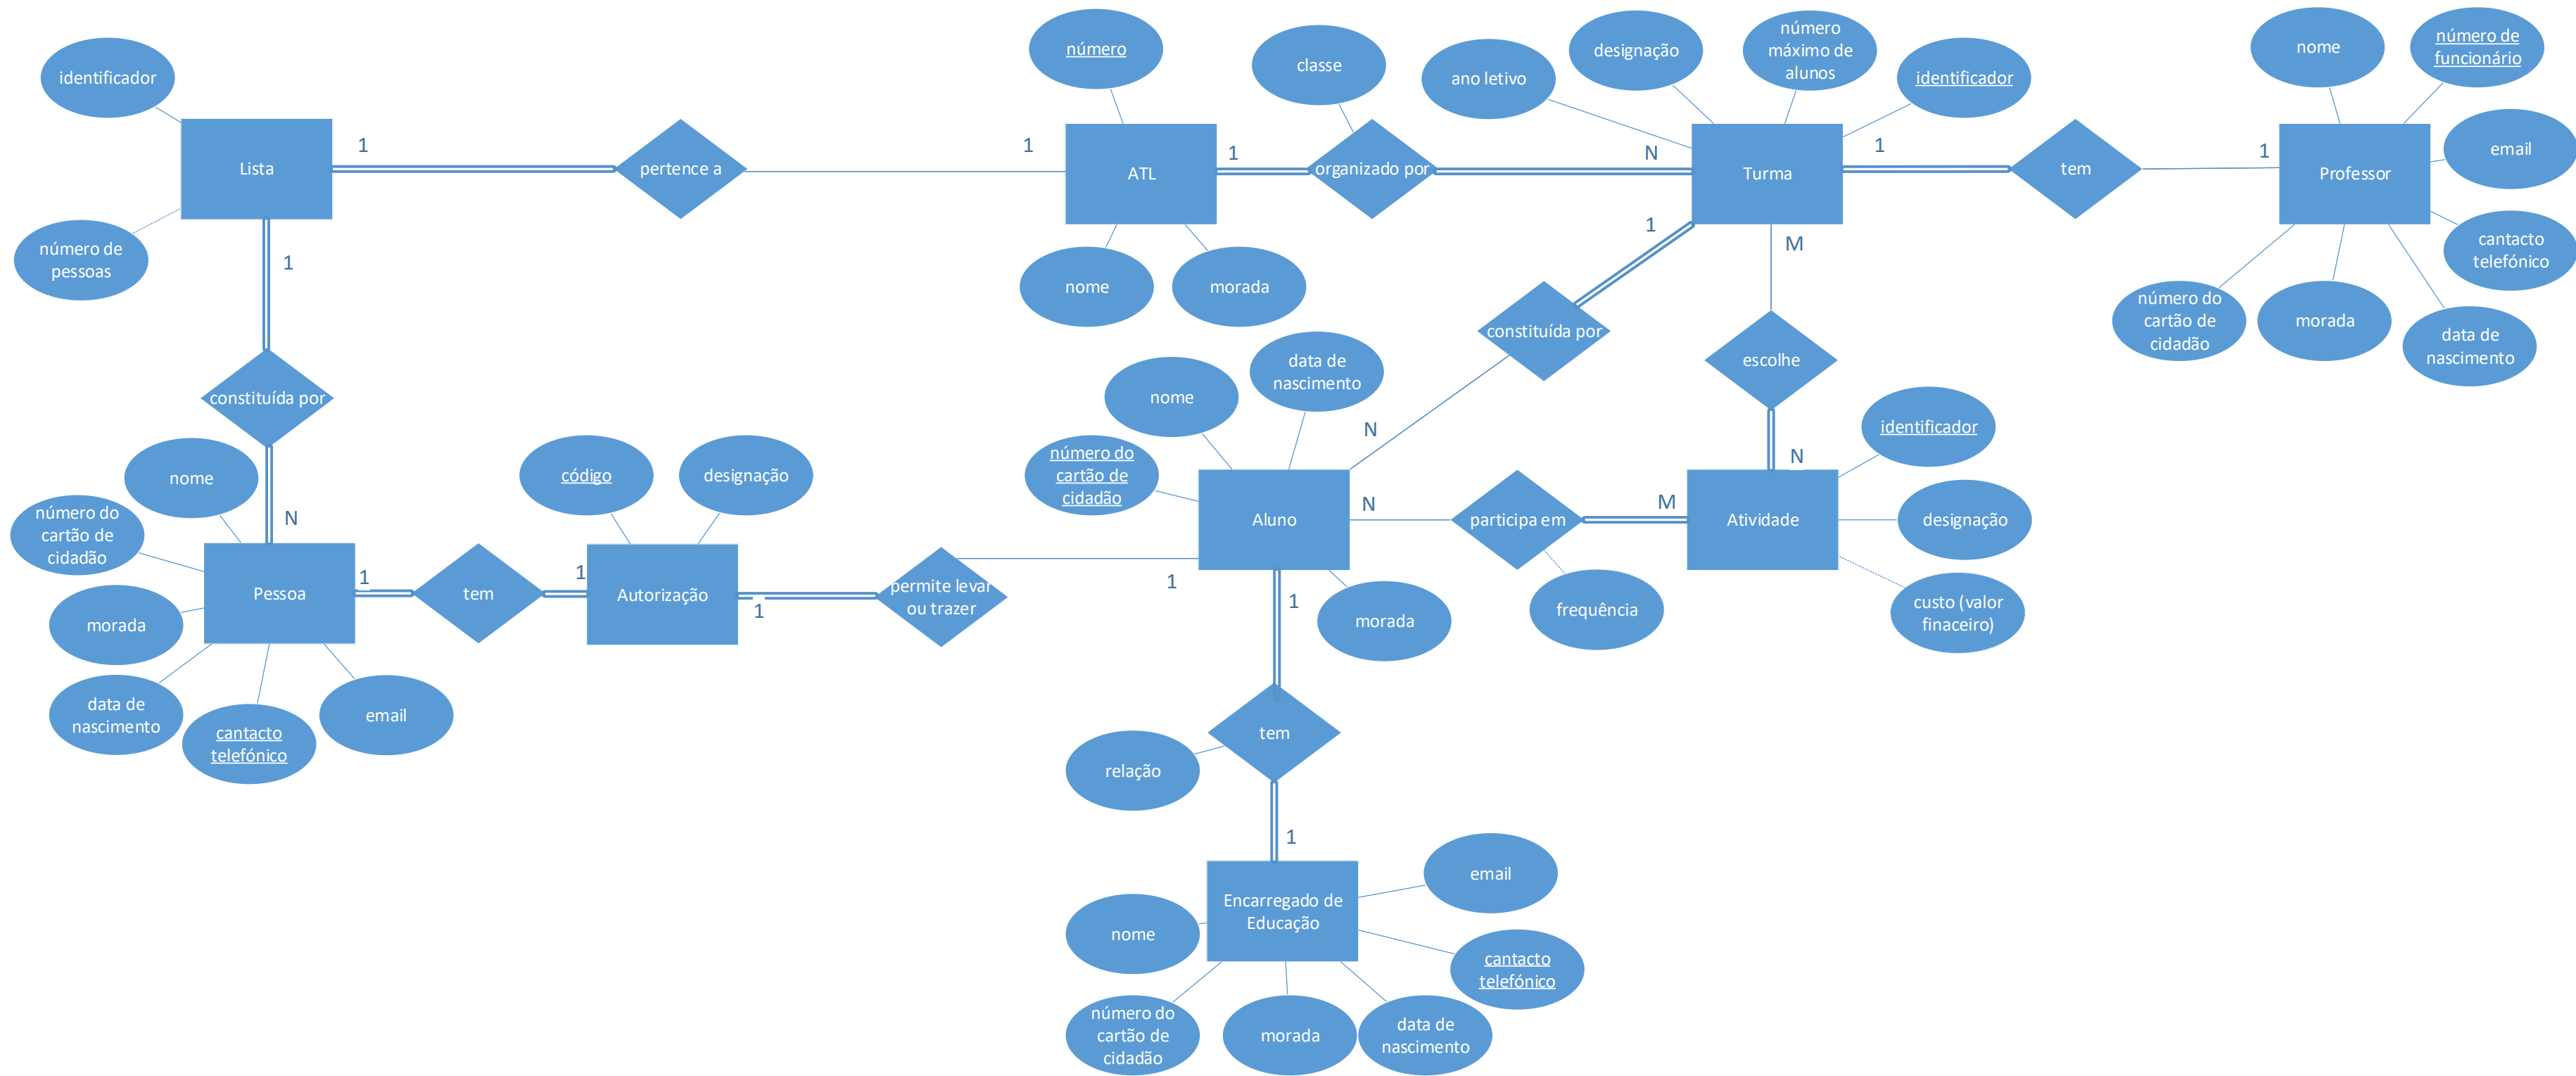 identificador
número
classe
ano letivo
designação
número
máximo de
alunos
identificador
nome
número de
funcionário
email
Lista
1
pertence a
1
ATL
1
organizado por
N
Turma
1
tem
1
Professor
número de
pessoas
1
nome
morada
1
M
cantacto
telefónico
número do
cartão de
cidadão
morada
data de
nascimento
constituída por
constituída por
escolhe
nome
data de
nascimento
N
N
identificador
nome
número do
cartão de
cidadão
N
código
designação
número do
cartão de
cidadão
Aluno
N
participa em
M
Atividade
designação
Pessoa
1
tem
1
Autorização
1
permite levar
ou trazer
1
1
morada
frequência
custo (valor
finaceiro)
morada
data de
nascimento
cantacto
telefónico
email
relação
tem
1
Encarregado de
Educação
email
nome
cantacto
telefónico
número do
cartão de
cidadão
morada
data de
nascimento